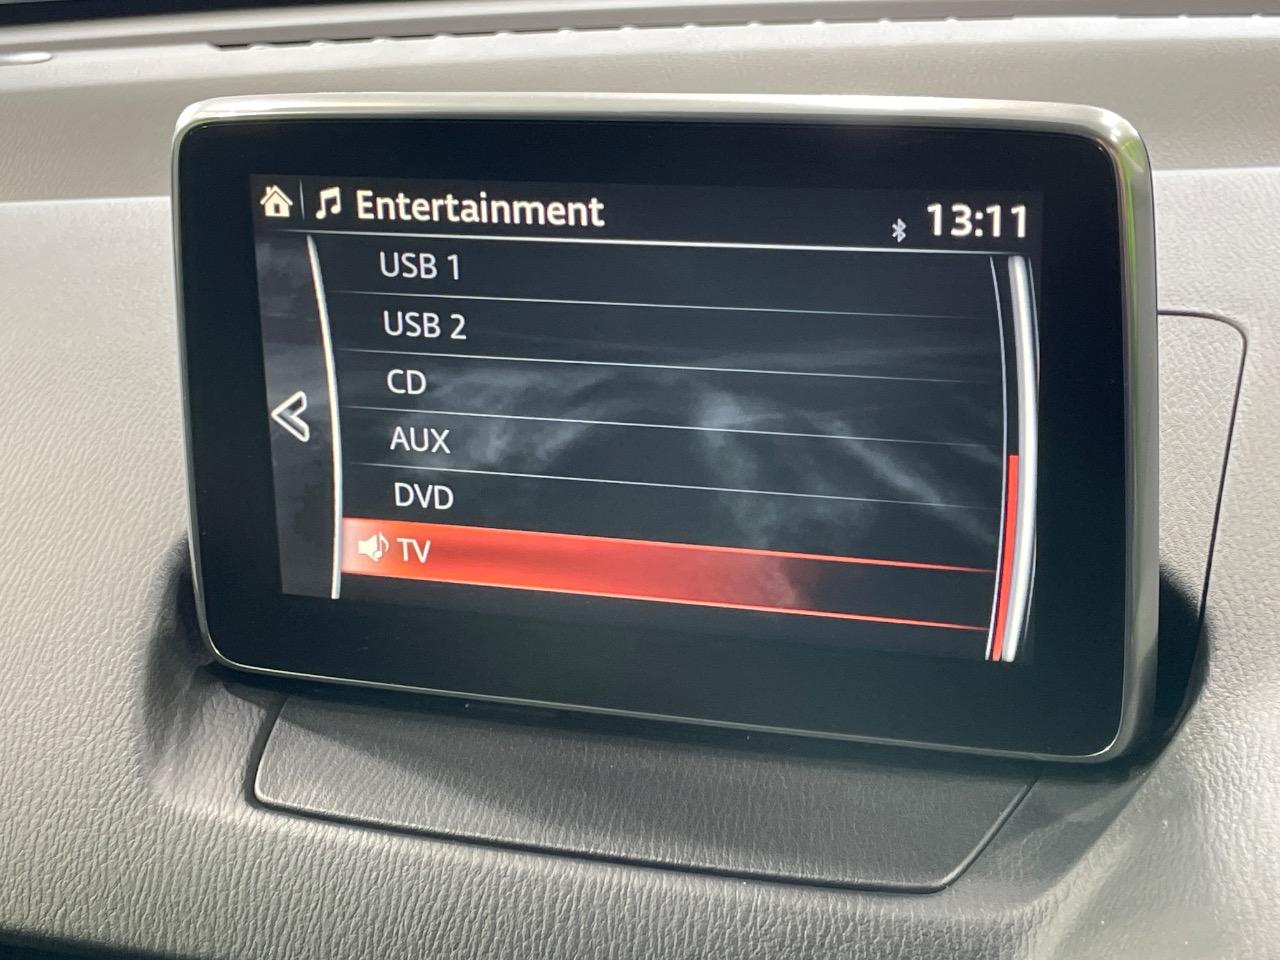 Entertainment 13:11
USB 1
USB 2
CD
AUX
DVD
TV